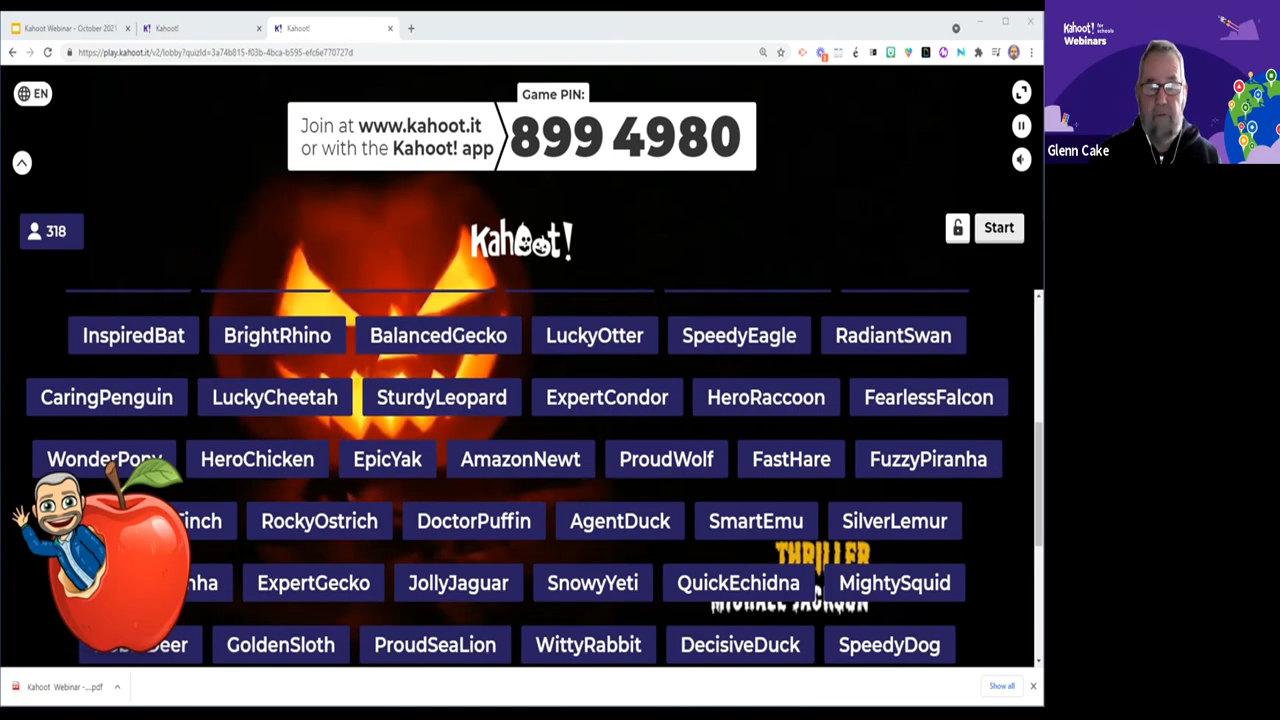 Kahoot Webinar - October 2021
Kahoot!
Kahoot!
https://play.kahoot.it/v2/lobby?quizId=3a74b815-f03b-4bca-b595-efc6e770727d
Kahoot! for schools
Webinars
Glenn Cake
EN
Game PIN:
Join at www.kahoot.it
or with the Kahoot! app
899 4980
318
Kahoot!
Start
InspiredBat BrightRhino BalancedGecko LuckyOtter SpeedyEagle RadiantSwan
CaringPenguin LuckyCheetah SturdyLeopard ExpertCondor HeroRaccoon FearlessFalcon
WonderPony HeroChicken EpicYak AmazonNewt ProudWolf FastHare FuzzyPiranha
RockyOstrich DoctorPuffin AgentDuck SmartEmu SilverLemur
THRILLER
ExpertGecko JollyJaguar SnowyYeti QuickEchidna MightySquid
MICHAEL JACKSON
GoldenSloth ProudSeaLion WittyRabbit DecisiveDuck SpeedyDog
Kahoot Webinar -....pdf
Show all